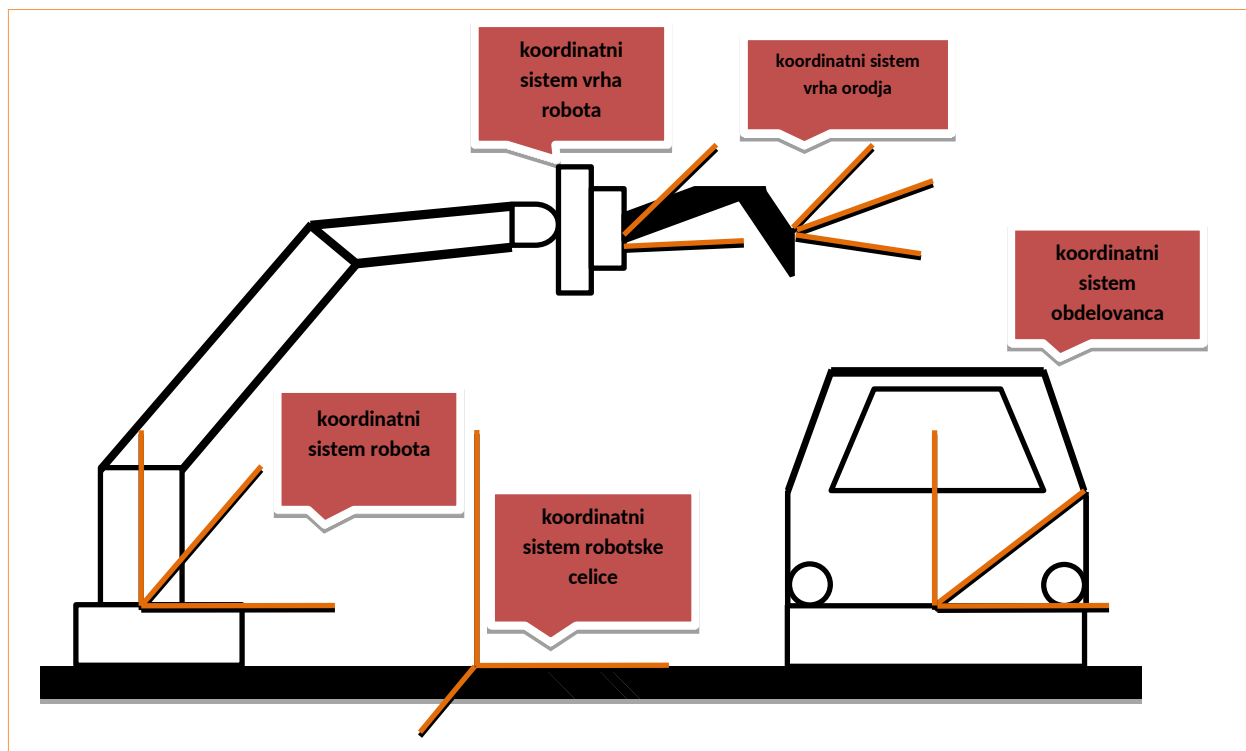 koordinatni
sistem vrha
robota
koordinatni sistem
vrha orodja
koordinatni
sistem
obdelovanca
koordinatni
sistem robota
koordinatni
sistem robotske
celice